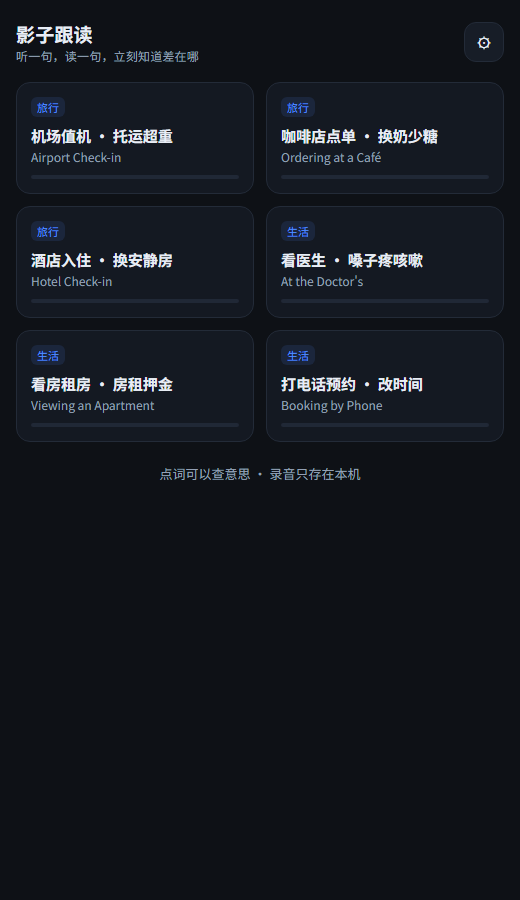 影子跟读
听一句，读一句，立刻知道差在哪
旅行
机场值机 · 托运超重
Airport Check-in
旅行
咖啡店点单 · 换奶少糖
Ordering at a Café
旅行
酒店入住 · 换安静房
Hotel Check-in
生活
看医生 · 嗓子疼咳嗽
At the Doctor's
生活
看房租房 · 房租押金
Viewing an Apartment
生活
打电话预约 · 改时间
Booking by Phone
点词可以查意思 · 录音只存在本机